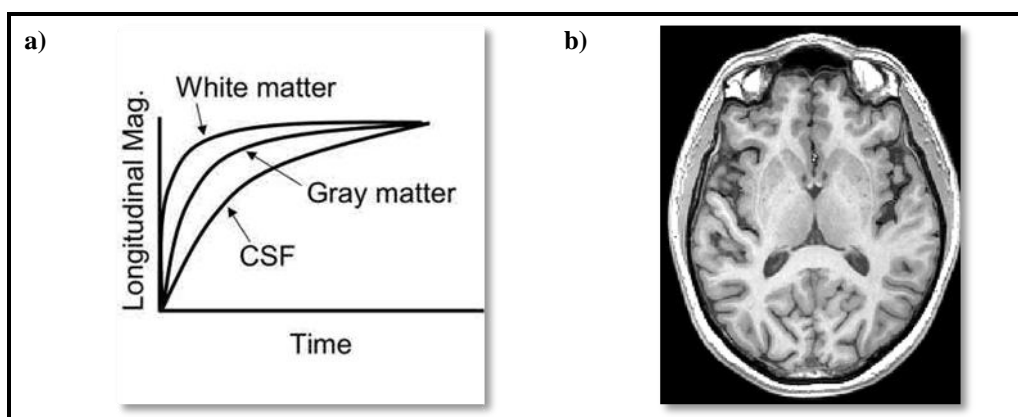 a)
b)
White matter
Gray matter
CSF
Longitudinal Mag.
Time